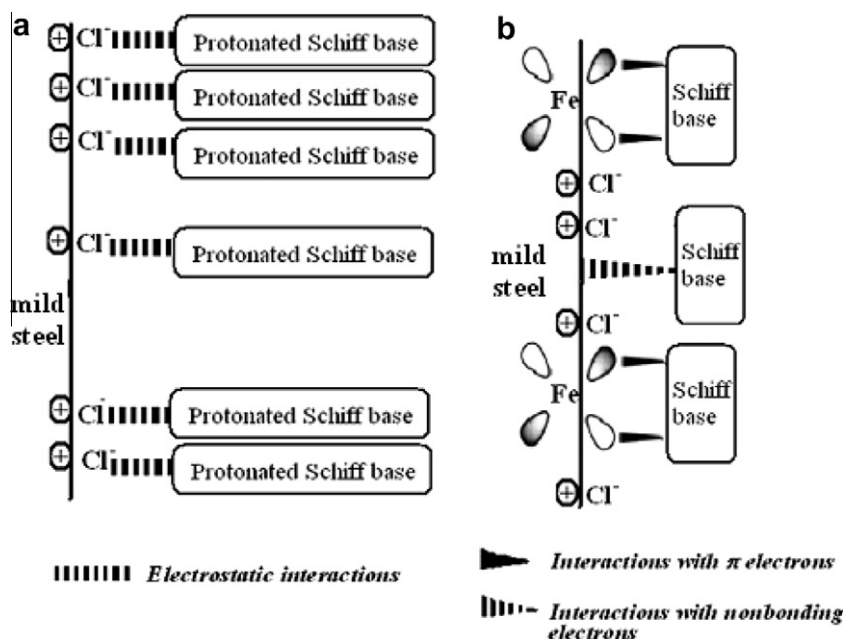 a
⊕ Cl⁻ Protonated Schiff base
⊕ Cl⁻ Protonated Schiff base
⊕ Cl⁻ Protonated Schiff base
⊕ Cl⁻ Protonated Schiff base
mild
steel
⊕ Cl⁻ Protonated Schiff base
⊕ Cl⁻ Protonated Schiff base
Electrostatic interactions
b
Fe
Schiff
base
⊕ Cl⁻
⊕ Cl⁻
mild
steel
Schiff
base
⊕ Cl⁻
Fe
Schiff
base
⊕ Cl⁻
Interactions with π electrons
Interactions with nonbonding
electrons